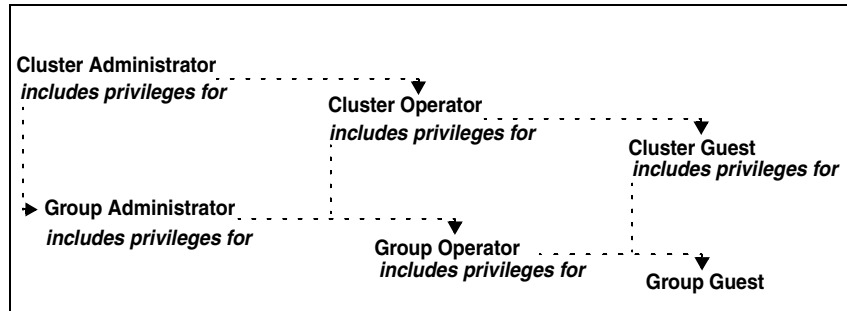 Cluster Administrator
includes privileges for
Cluster Operator
includes privileges for
Cluster Guest
includes privileges for
Group Administrator
includes privileges for
Group Operator
includes privileges for
Group Guest